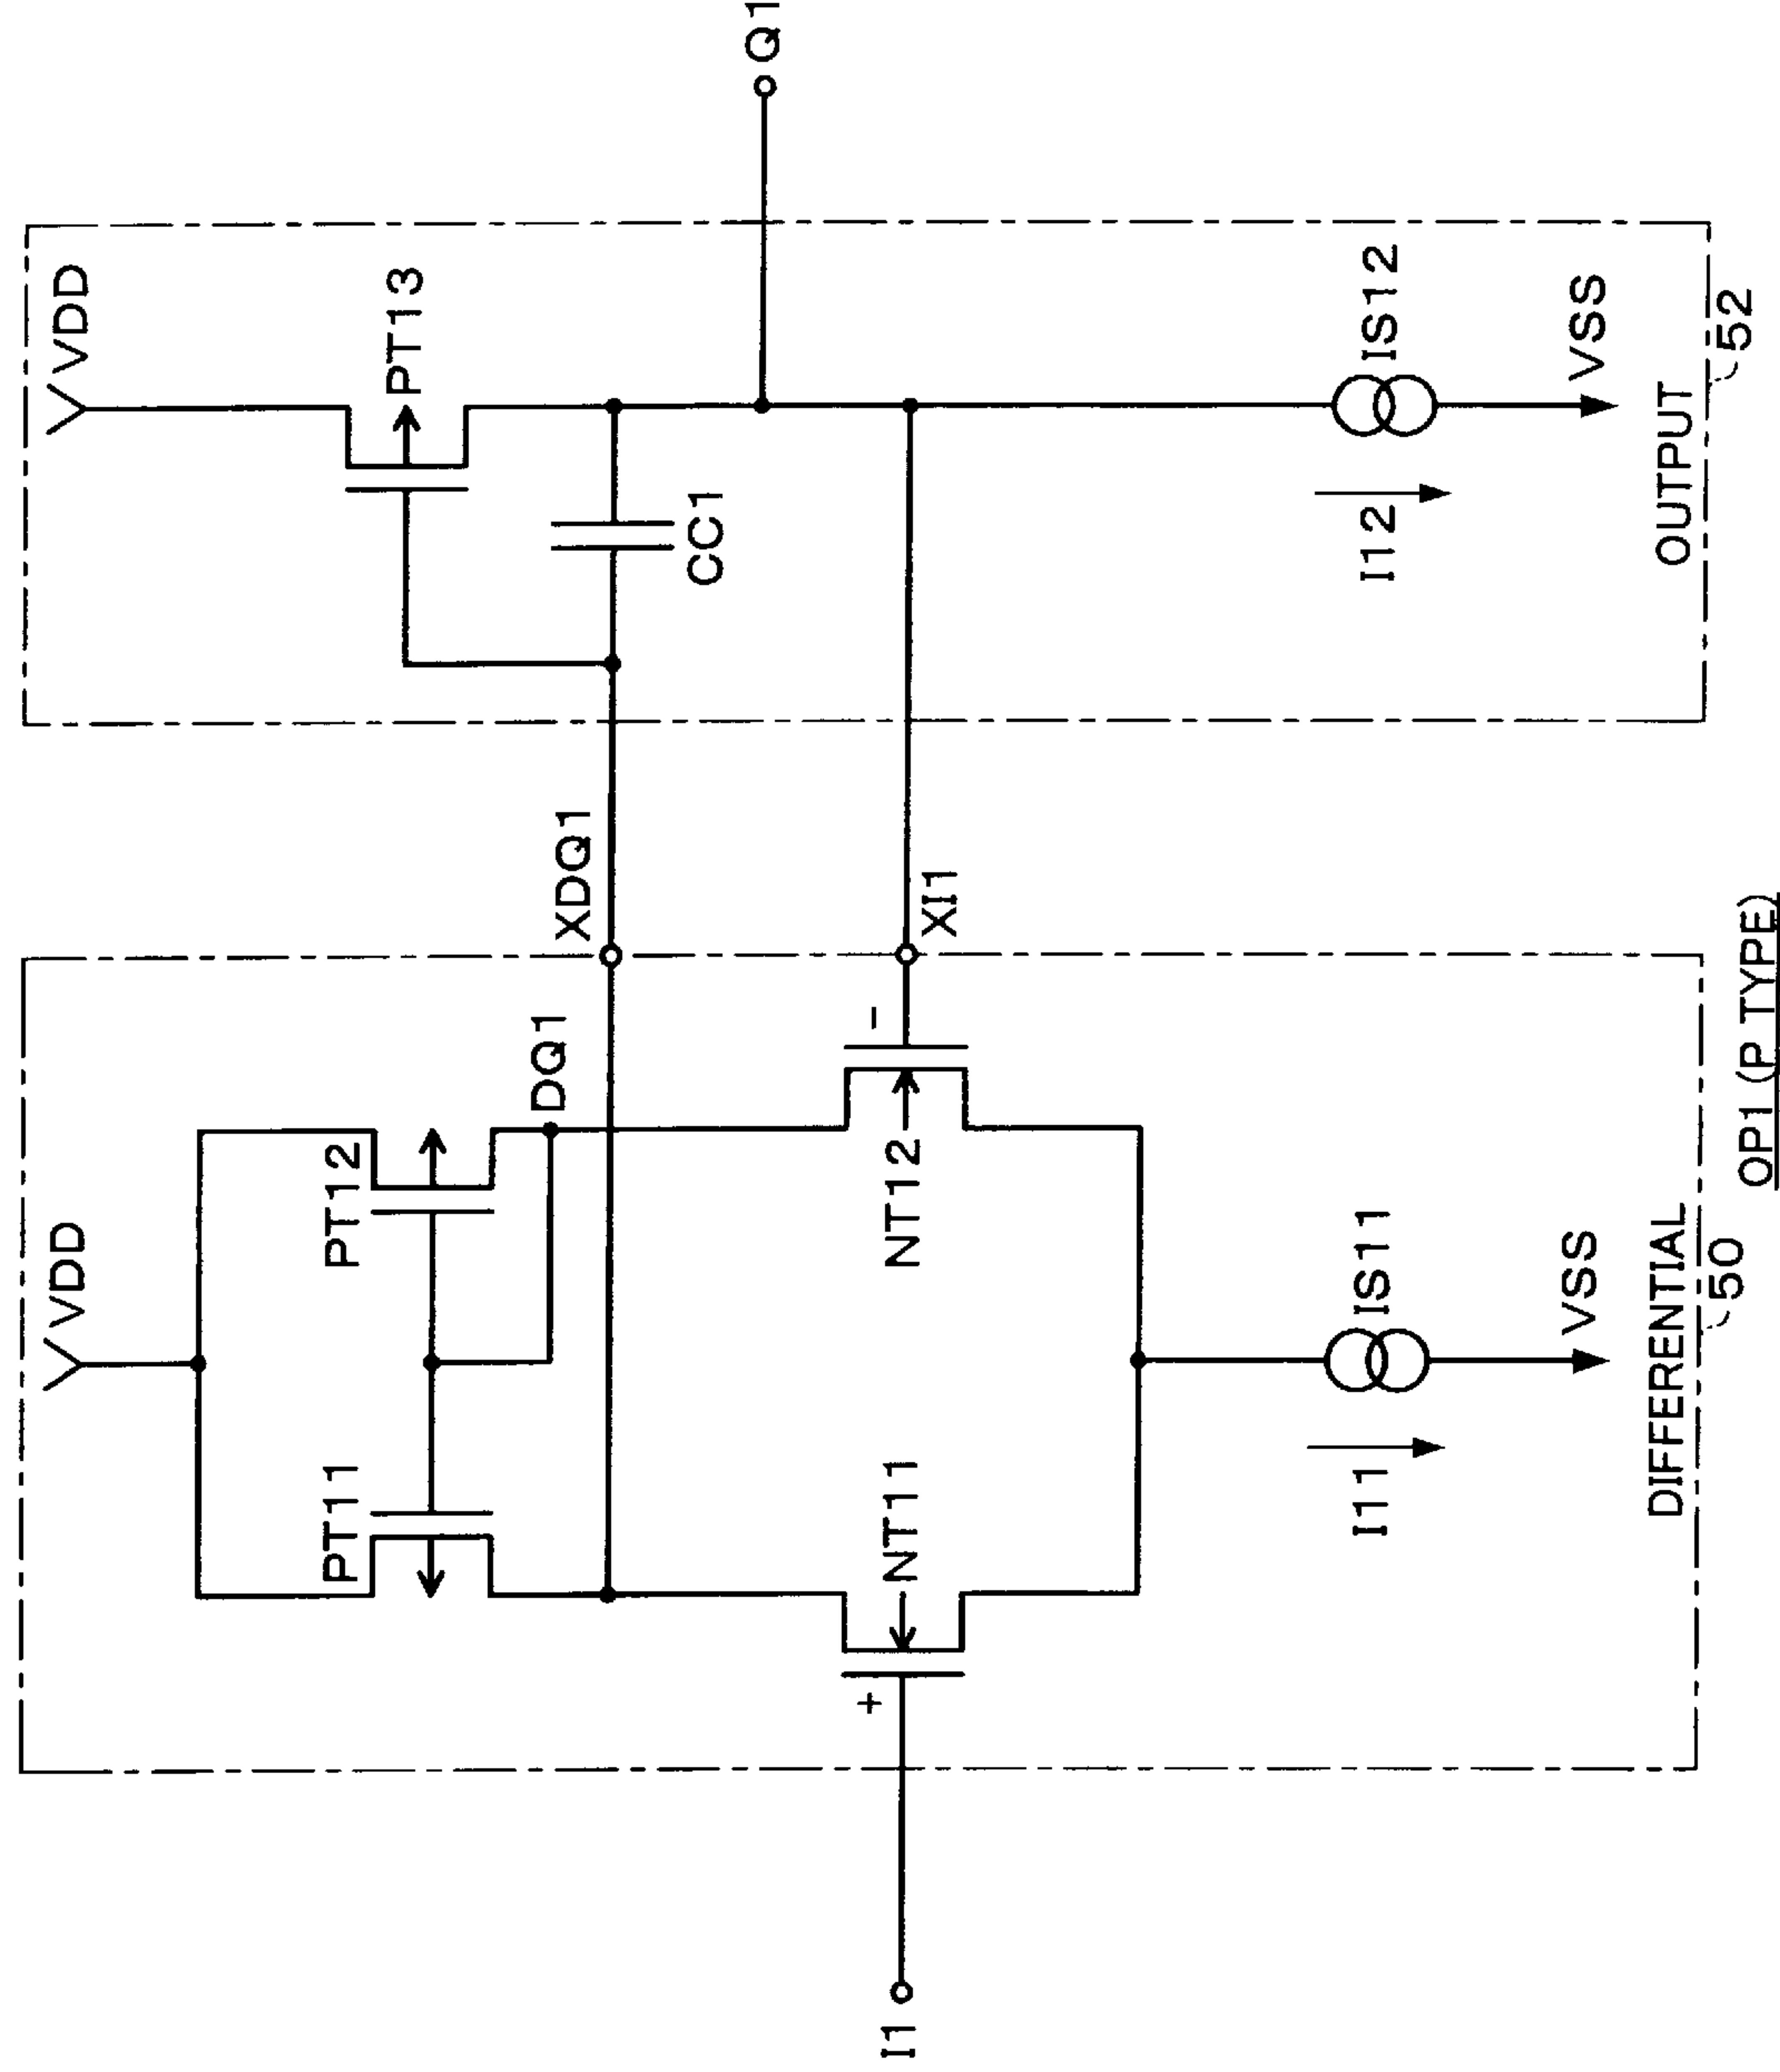 VDD
VDD
PT11
PT12
PT13
DQ1
XDQ1
CC1
Q1
I1
+
NT11
NT12
-
XI1
I11
IS11
I12
IS12
VSS
VSS
DIFFERENTIAL
OUTPUT
50
52
OP1 (P TYPE)